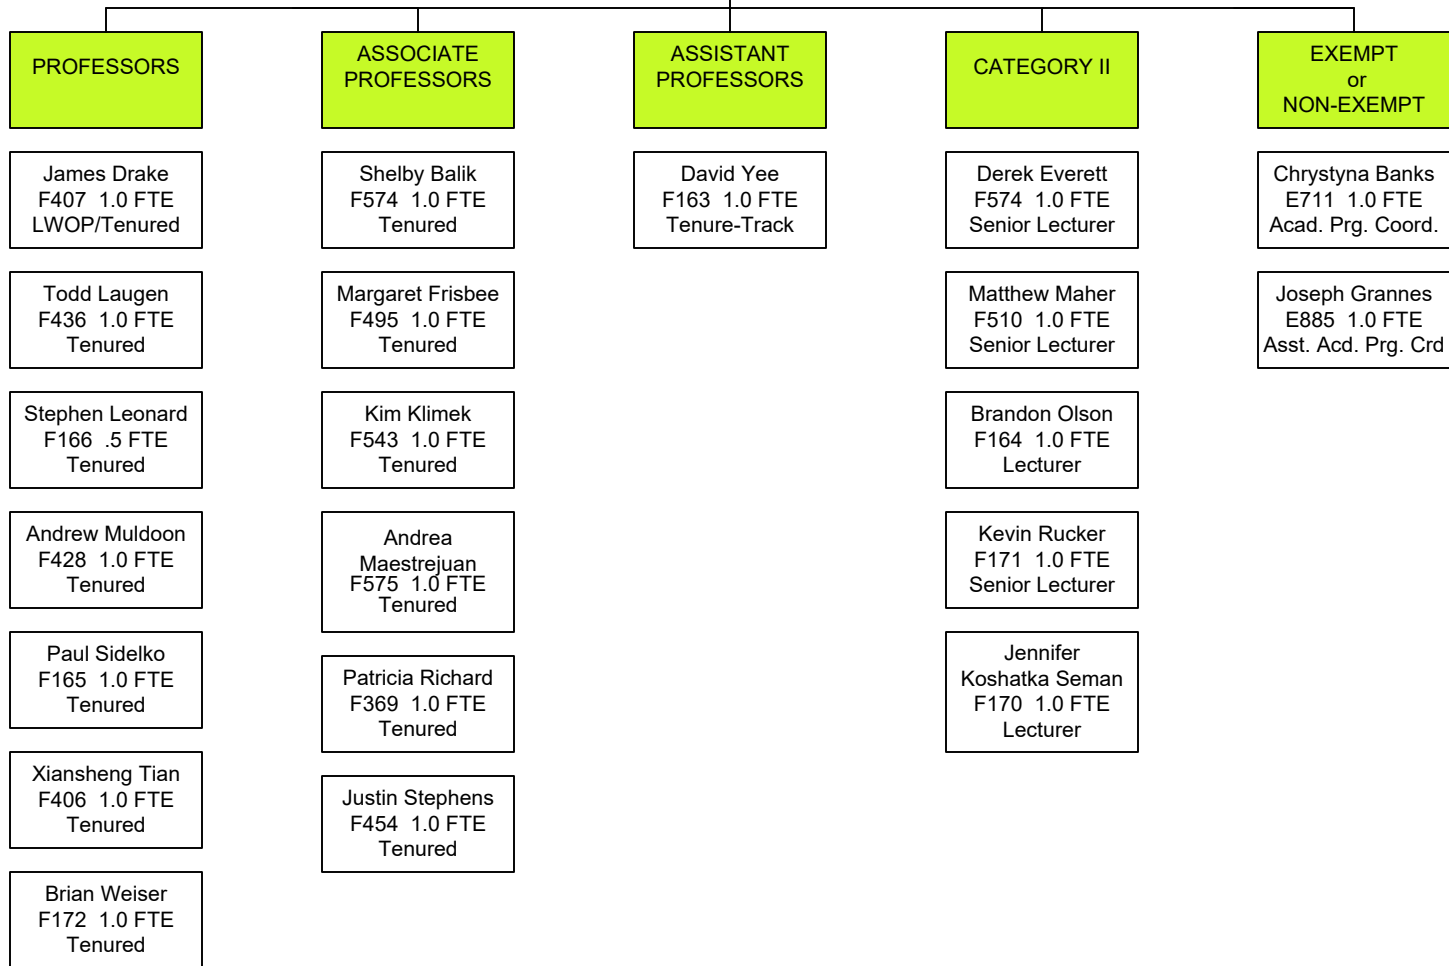 PROFESSORS
James Drake
F407 1.0 FTE
LWOP/Tenured
Todd Laugen
F436 1.0 FTE
Tenured
Stephen Leonard
F166 .5 FTE
Tenured
Andrew Muldoon
F428 1.0 FTE
Tenured
Paul Sidelko
F165 1.0 FTE
Tenured
Xiansheng Tian
F406 1.0 FTE
Tenured
Brian Weiser
F172 1.0 FTE
Tenured
ASSOCIATE
PROFESSORS
Shelby Balik
F574 1.0 FTE
Tenured
Margaret Frisbee
F495 1.0 FTE
Tenured
Kim Klimek
F543 1.0 FTE
Tenured
Andrea
Maestrejuan
F575 1.0 FTE
Tenured
Patricia Richard
F369 1.0 FTE
Tenured
Justin Stephens
F454 1.0 FTE
Tenured
ASSISTANT
PROFESSORS
David Yee
F163 1.0 FTE
Tenure-Track
CATEGORY II
Derek Everett
F574 1.0 FTE
Senior Lecturer
Matthew Maher
F510 1.0 FTE
Senior Lecturer
Brandon Olson
F164 1.0 FTE
Lecturer
Kevin Rucker
F171 1.0 FTE
Senior Lecturer
Jennifer
Koshatka Seman
F170 1.0 FTE
Lecturer
EXEMPT
or
NON-EXEMPT
Chrystyna Banks
E711 1.0 FTE
Acad. Prg. Coord.
Joseph Grannes
E885 1.0 FTE
Asst. Acd. Prg. Crd